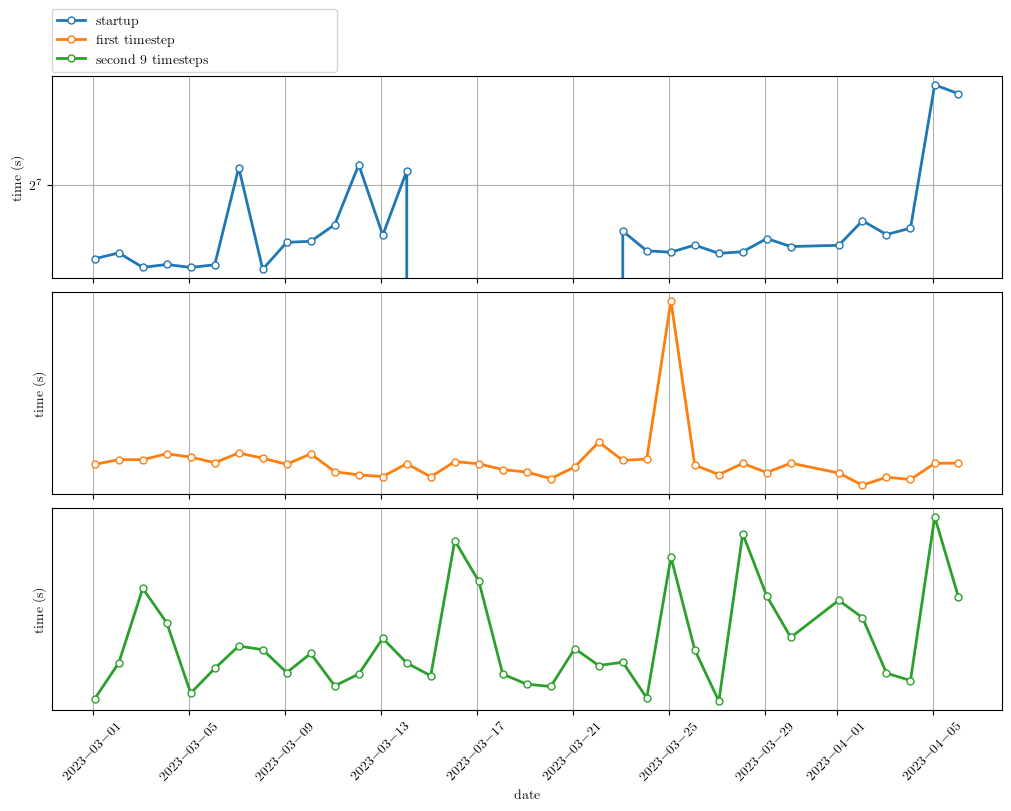 startup
first timestep
second 9 timesteps
time (s)
2^7
time (s)
time (s)
2023−03−01
2023−03−05
2023−03−09
2023−03−13
2023−03−17
2023−03−21
2023−03−25
2023−03−29
2023−04−01
2023−04−05
date